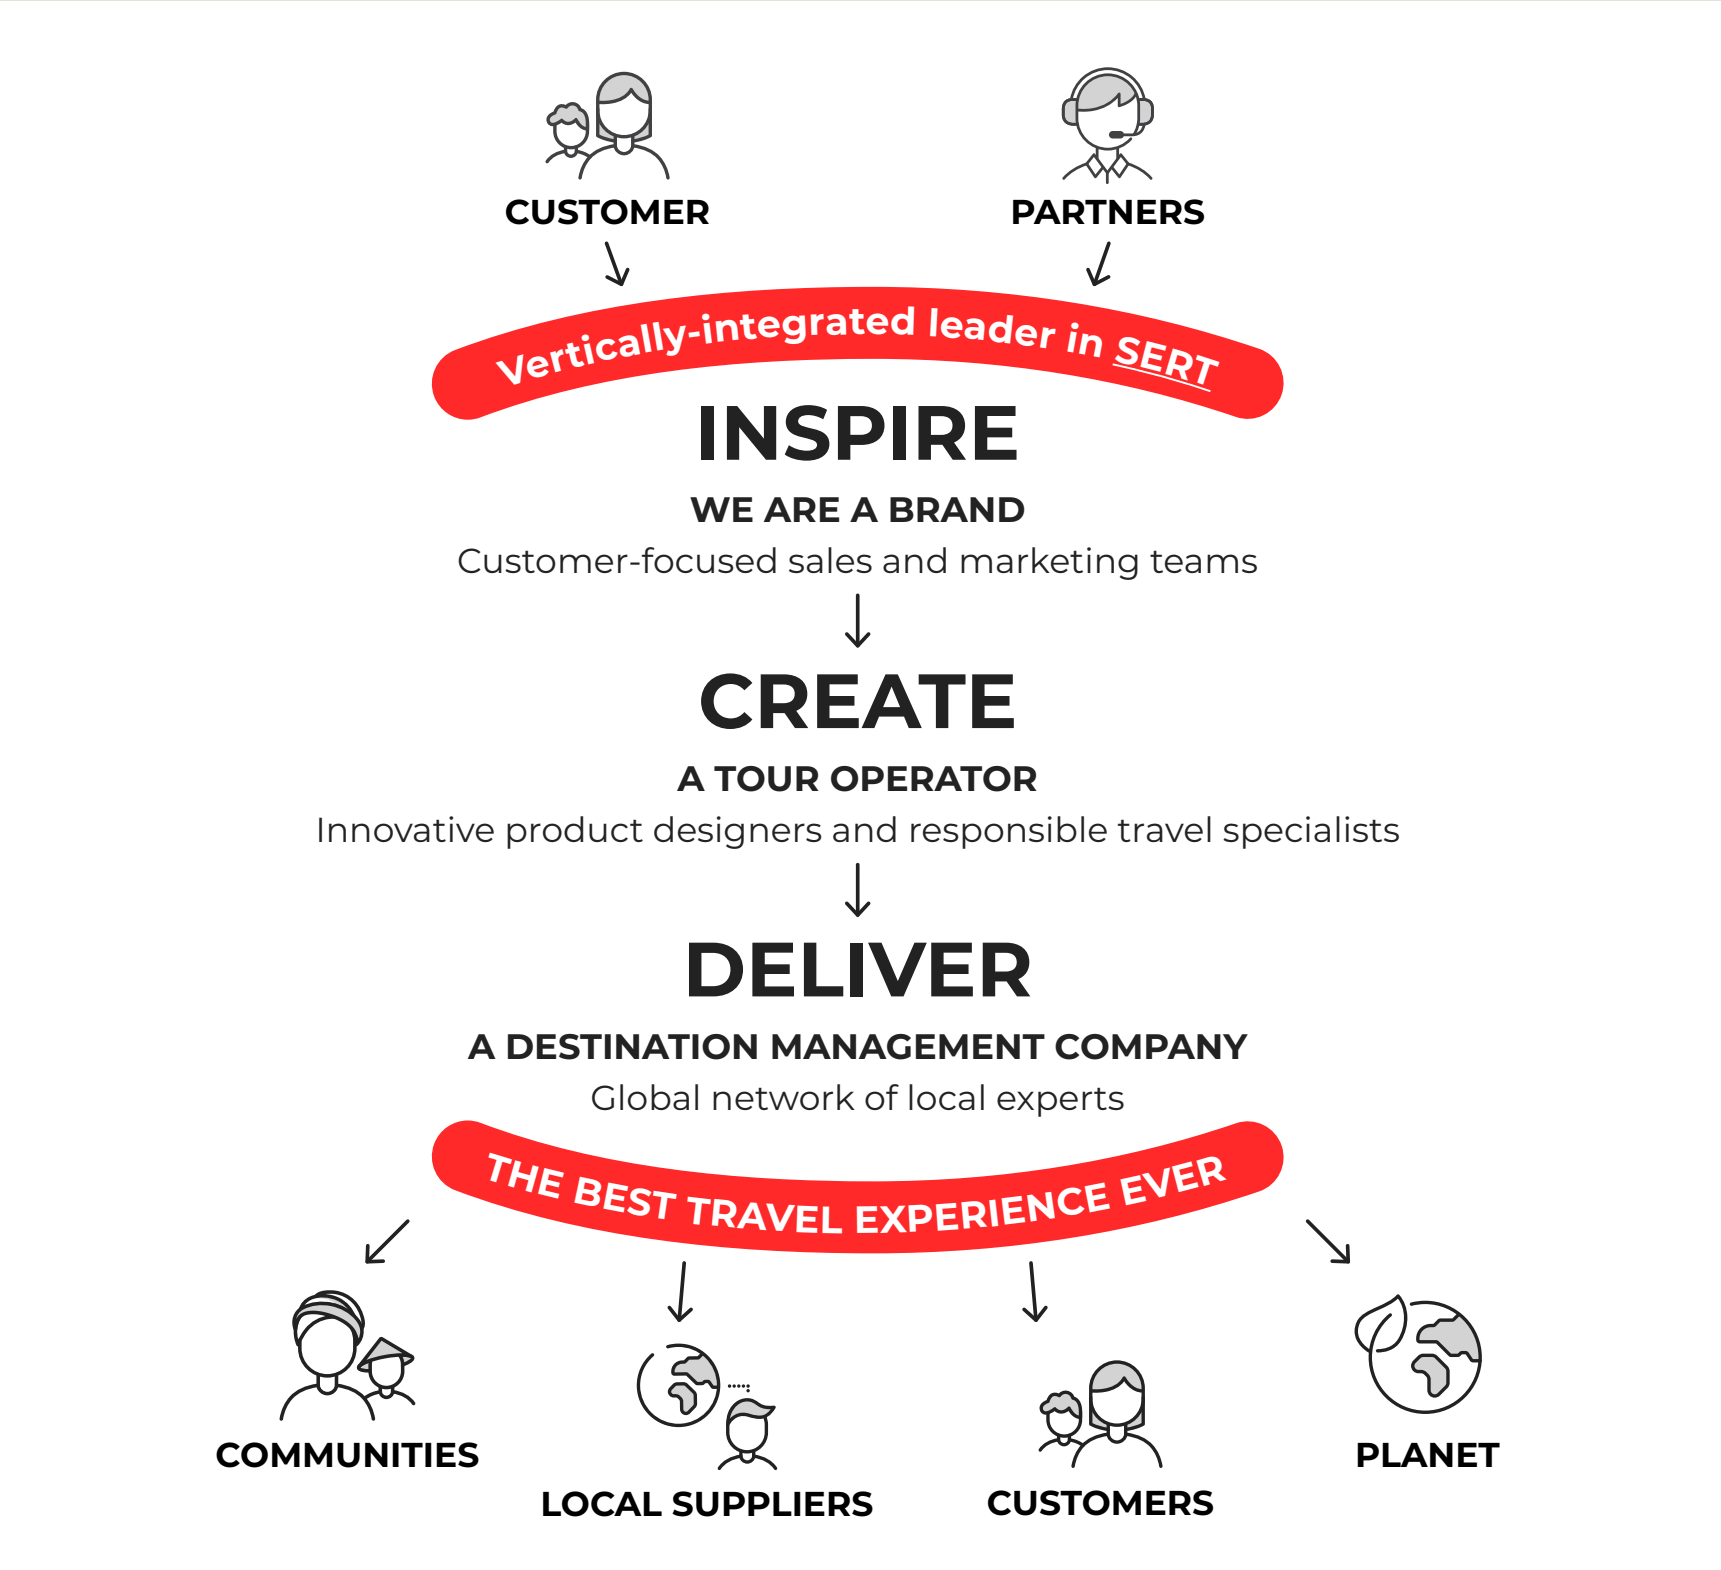 CUSTOMER
PARTNERS
Vertically-integrated leader in SERT
INSPIRE
WE ARE A BRAND
Customer-focused sales and marketing teams
CREATE
A TOUR OPERATOR
Innovative product designers and responsible travel specialists
DELIVER
A DESTINATION MANAGEMENT COMPANY
Global network of local experts
THE BEST TRAVEL EXPERIENCE EVER
COMMUNITIES
LOCAL SUPPLIERS
CUSTOMERS
PLANET